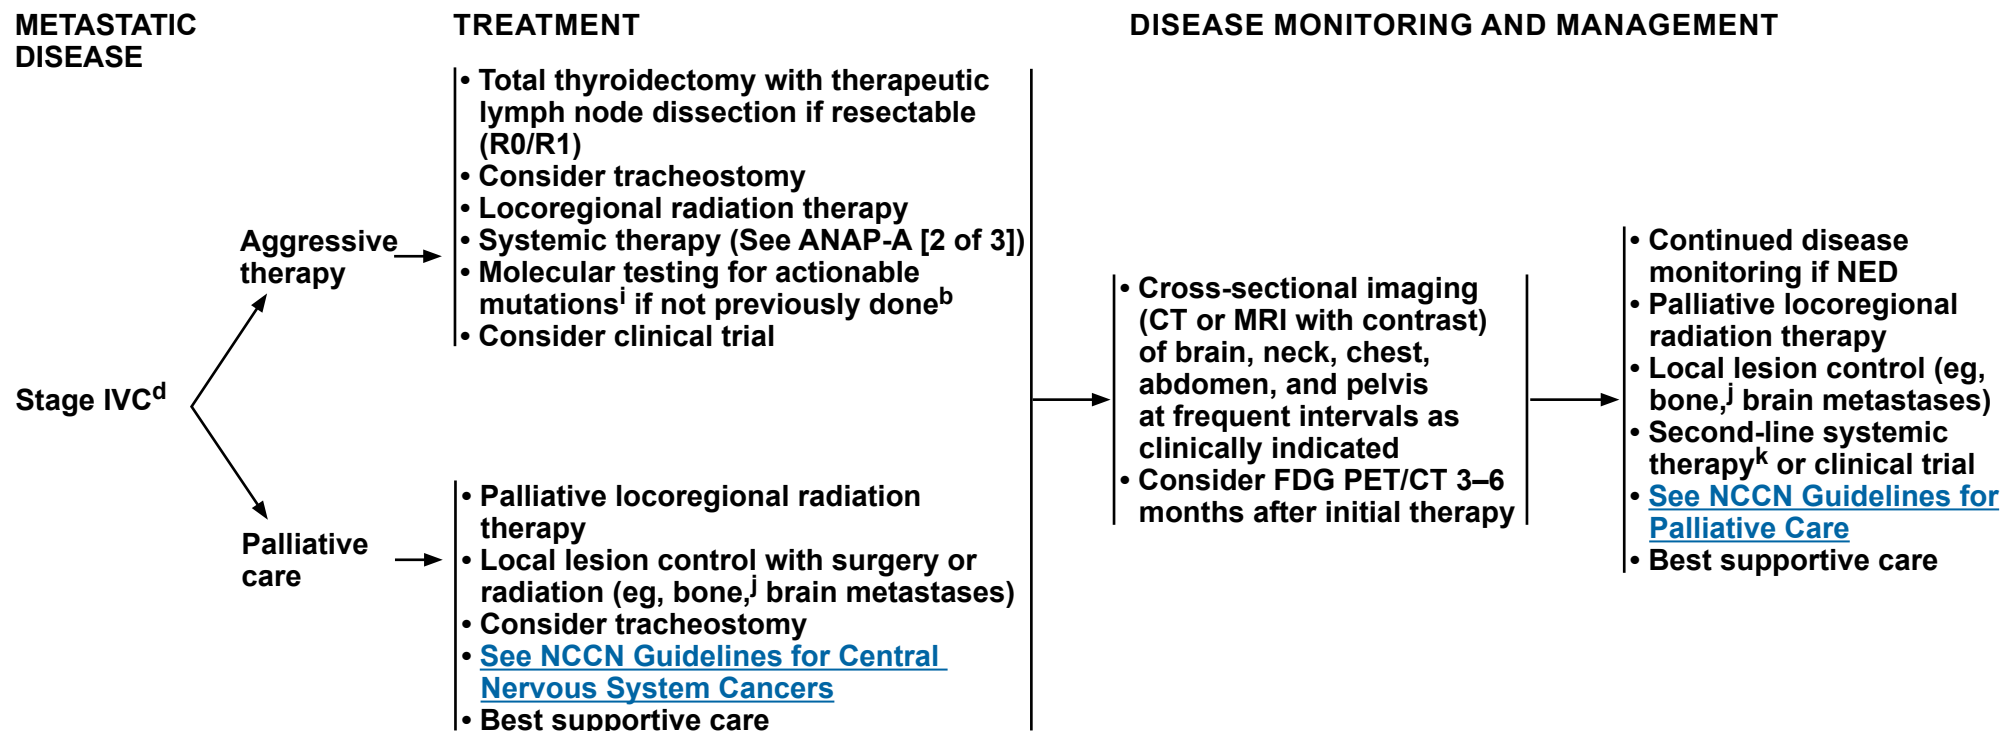 METASTATIC
DISEASE
TREATMENT
DISEASE MONITORING AND MANAGEMENT
Stage IVCᵈ
Aggressive
therapy
• Total thyroidectomy with therapeutic
lymph node dissection if resectable
(R0/R1)
• Consider tracheostomy
• Locoregional radiation therapy
• Systemic therapy (See ANAP-A [2 of 3])
• Molecular testing for actionable
mutationsⁱ if not previously doneᵇ
• Consider clinical trial
Palliative
care
• Palliative locoregional radiation
therapy
• Local lesion control with surgery or
radiation (eg, bone,ʲ brain metastases)
• Consider tracheostomy
• See NCCN Guidelines for Central
Nervous System Cancers
• Best supportive care
• Cross-sectional imaging
(CT or MRI with contrast)
of brain, neck, chest,
abdomen, and pelvis
at frequent intervals as
clinically indicated
• Consider FDG PET/CT 3–6
months after initial therapy
• Continued disease
monitoring if NED
• Palliative locoregional
radiation therapy
• Local lesion control (eg,
bone,ʲ brain metastases)
• Second-line systemic
therapyᵏ or clinical trial
• See NCCN Guidelines for
Palliative Care
• Best supportive care